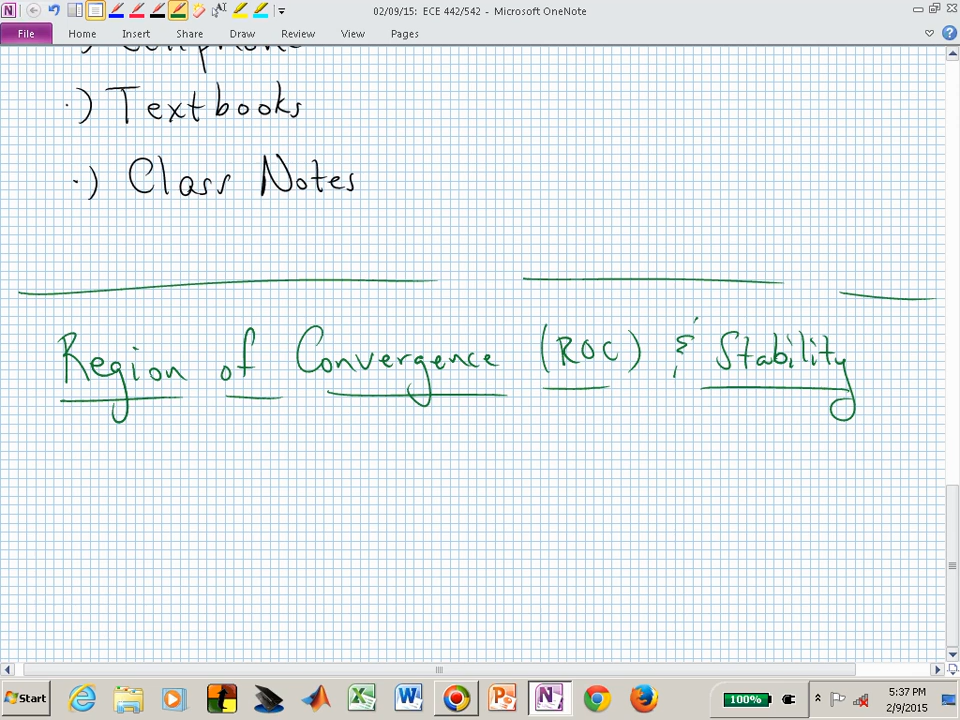 02/09/15: ECE 442/542 - Microsoft OneNote
File Home Insert Share Draw Review View Pages
·) Textbooks
·) Class Notes
Region of Convergence (ROC) & Stability
Start
100%
5:37 PM
2/9/2015